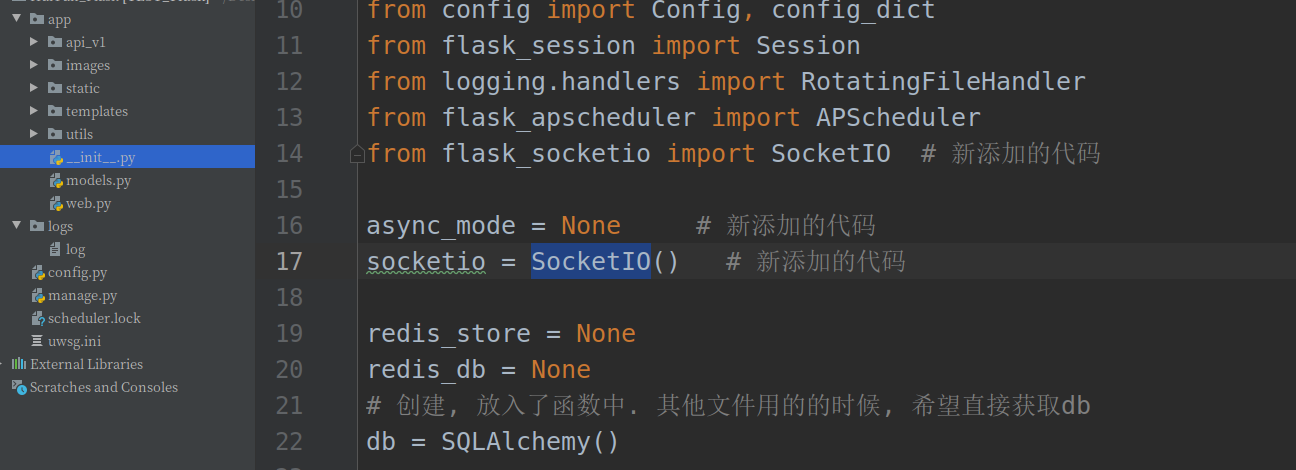 app
api_v1
images
static
templates
utils
__init__.py
models.py
web.py
logs
log
config.py
manage.py
scheduler.lock
uwsg.ini
External Libraries
Scratches and Consoles
10 from config import Config, config_dict
11 from flask_session import Session
12 from logging.handlers import RotatingFileHandler
13 from flask_apscheduler import APScheduler
14 from flask_socketio import SocketIO  # 新添加的代码
15
16 async_mode = None     # 新添加的代码
17 socketio = SocketIO()   # 新添加的代码
18
19 redis_store = None
20 redis_db = None
21 # 创建, 放入了函数中. 其他文件用的的时候, 希望直接获取db
22 db = SQLAlchemy()